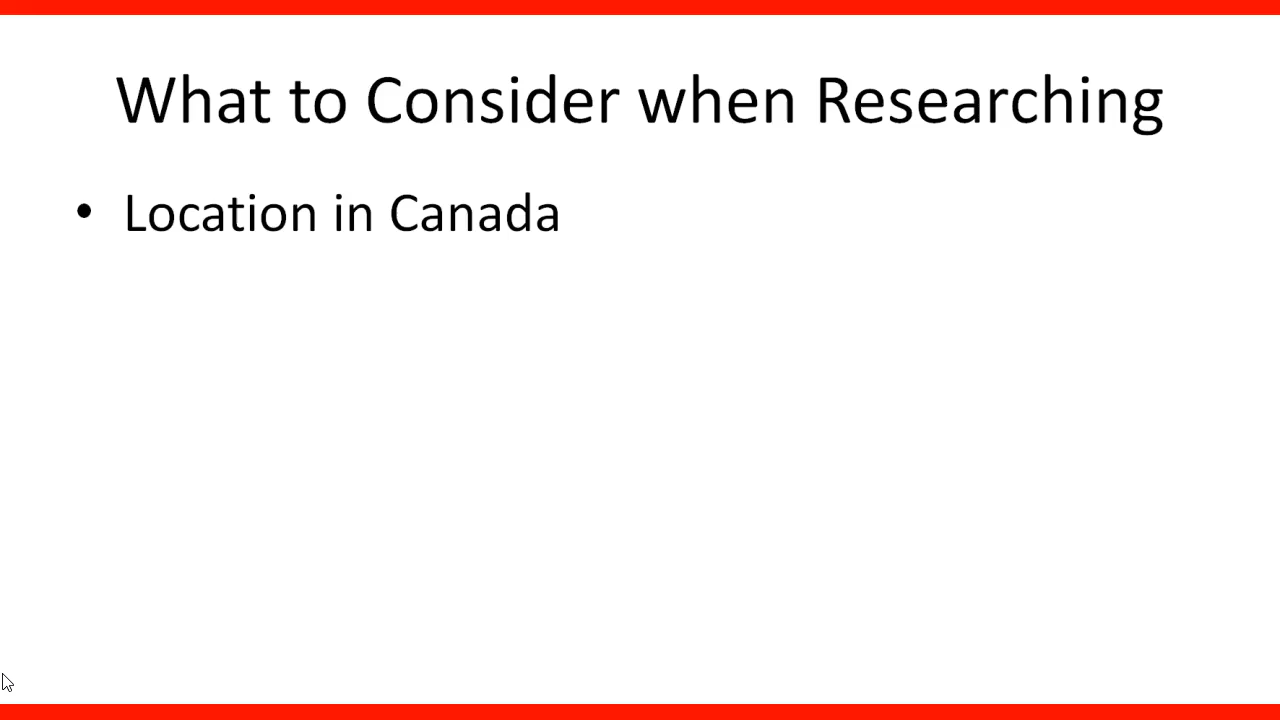 What to Consider when Researching
• Location in Canada